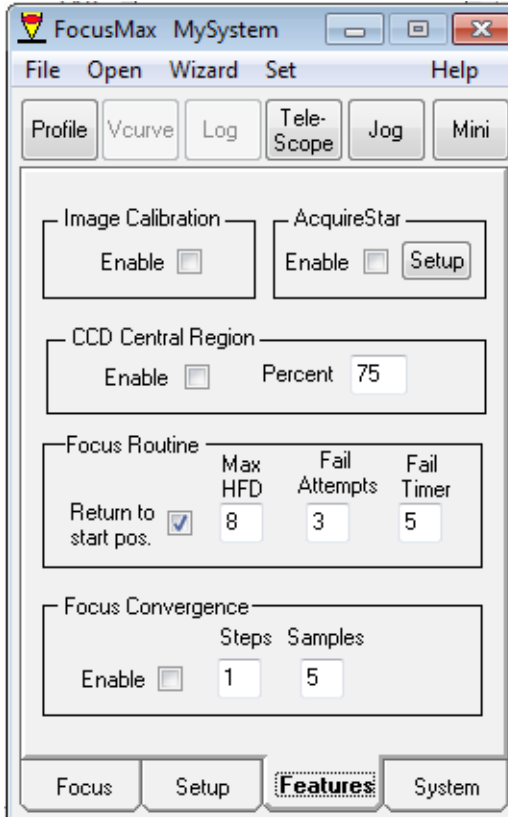 FocusMax MySystem
File Open Wizard Set Help
Profile Vcurve Log Tele-
Scope Jog Mini
Image Calibration AcquireStar
Enable Enable Setup
CCD Central Region
Enable Percent 75
Focus Routine
Max Fail Fail
HFD Attempts Timer
Return to
start pos. 8 3 5
Focus Convergence
Steps Samples
Enable 1 5
Focus Setup Features System